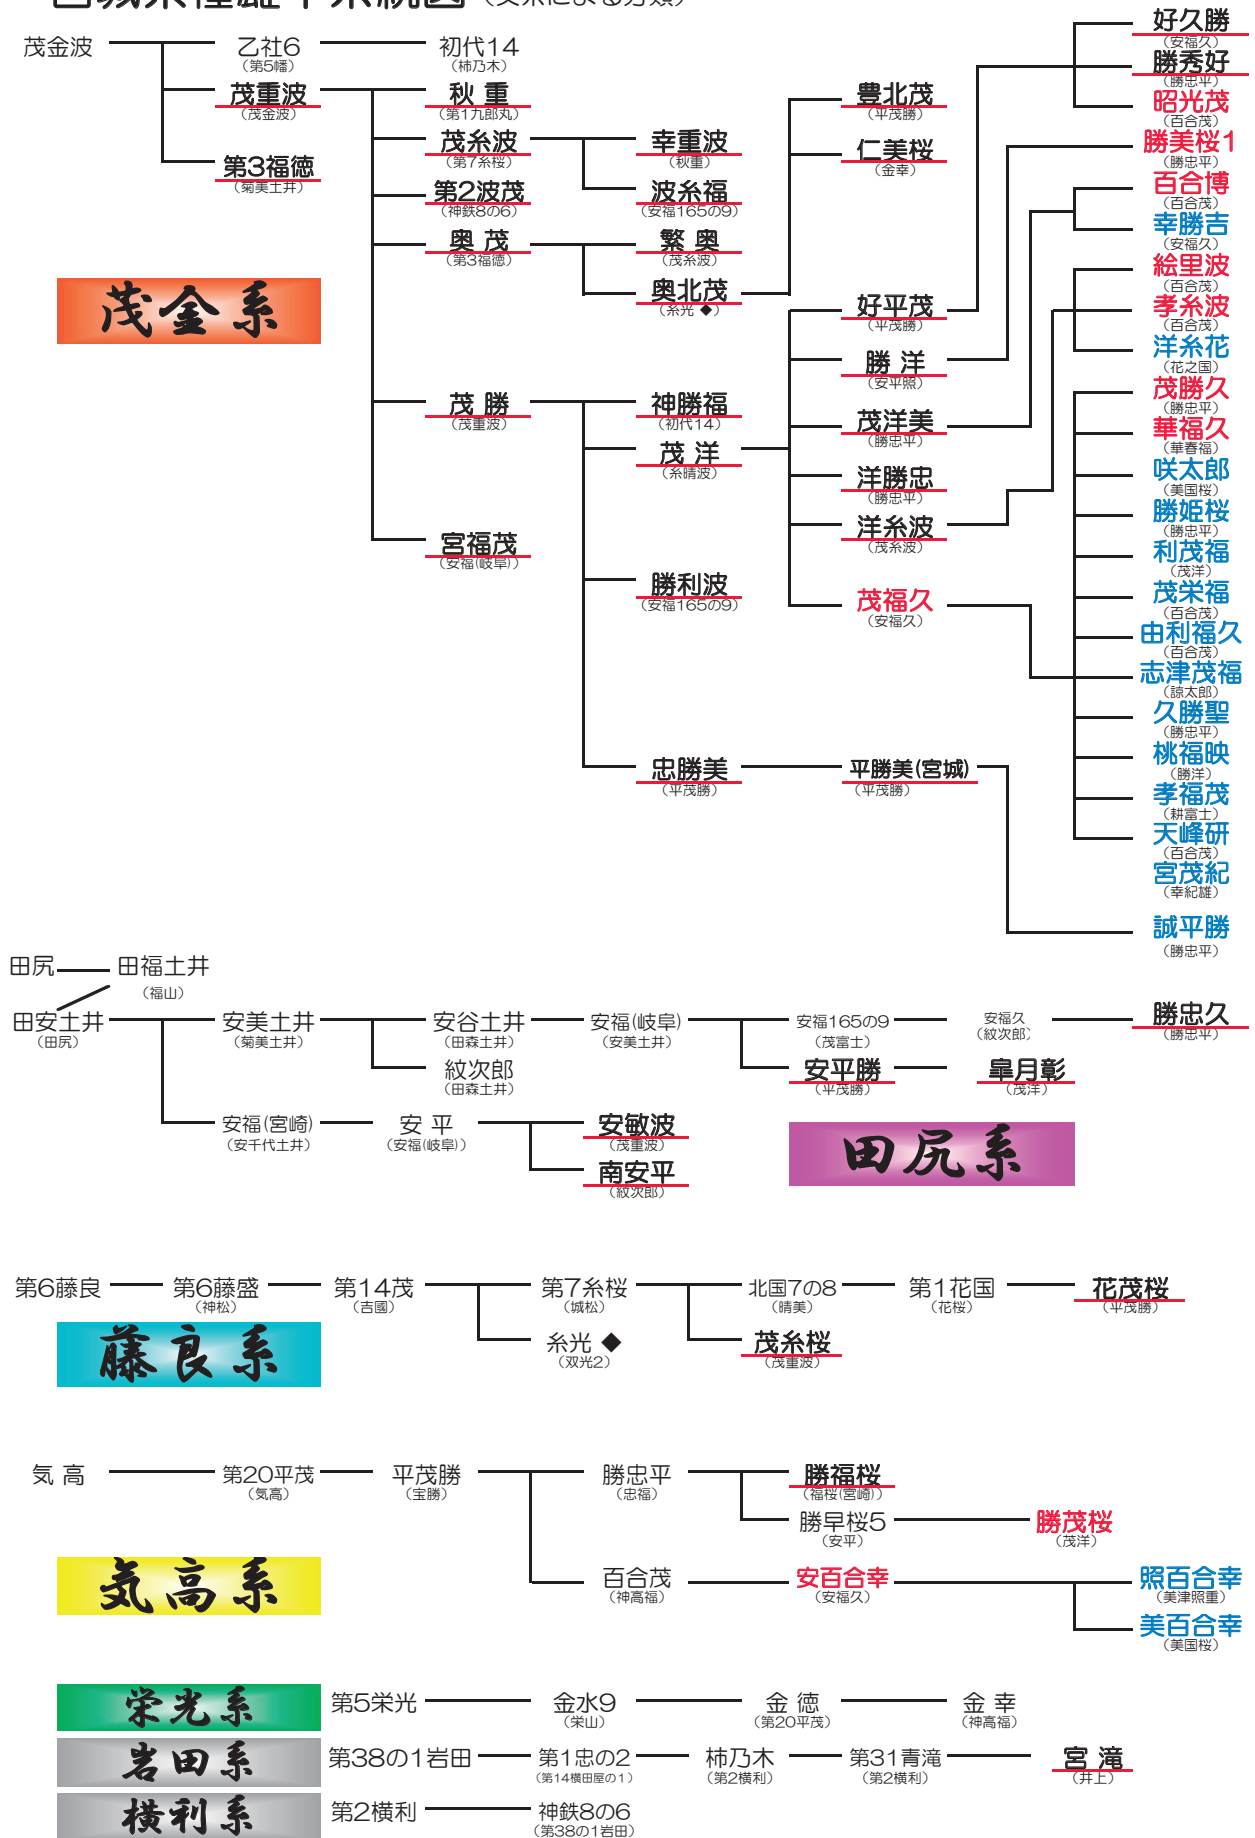 宮城県種雄牛系統図（父系による分類）
茂金波
乙社6
（第5幡）
初代14
（柿乃木）
茂重波
（茂金波）
秋 重
（第1九郎丸）
第3福徳
（菊美土井）
茂糸波
（第7糸桜）
幸重波
（秋重）
波糸福
（安福165の9）
第2波茂
（神鉄8の6）
奥 茂
（第3福徳）
繁 奥
（茂糸波）
奥北茂
（糸光 ◆）
豊北茂
（平茂勝）
仁美桜
（金幸）
茂金系
茂 勝
（茂重波）
神勝福
（初代14）
茂 洋
（糸晴波）
宮福茂
（安福(岐阜)）
勝利波
（安福165の9）
忠勝美
（平茂勝）
平勝美(宮城)
（平茂勝）
好平茂
（平茂勝）
勝 洋
（安平照）
茂洋美
（勝忠平）
洋勝忠
（勝忠平）
洋糸波
（茂糸波）
茂福久
（安福久）
好久勝
（安福久）
勝秀好
（勝忠平）
昭光茂
（百合茂）
勝美桜1
（勝忠平）
百合博
（百合茂）
幸勝吉
（安福久）
絵里波
（百合茂）
孝糸波
（百合茂）
洋糸花
（花之国）
茂勝久
（勝忠平）
華福久
（華春福）
咲太郎
（美国桜）
勝姫桜
（勝忠平）
利茂福
（茂洋）
茂栄福
（百合茂）
由利福久
（百合茂）
志津茂福
（諒太郎）
久勝聖
（勝忠平）
桃福映
（勝洋）
孝福茂
（耕富士）
天峰研
（百合茂）
宮茂紀
（幸紀雄）
誠平勝
（勝忠平）
田尻
田福土井
（福山）
田安土井
（田尻）
安美土井
（菊美土井）
安谷土井
（田森土井）
紋次郎
（田森土井）
安福(岐阜)
（安美土井）
安福165の9
（茂富士）
安福久
（紋次郎）
勝忠久
（勝忠平）
安平勝
（平茂勝）
皐月彰
（茂洋）
安福(宮崎)
（安千代土井）
安 平
（安福(岐阜)）
安敏波
（茂重波）
南安平
（紋次郎）
田尻系
第6藤良
第6藤盛
（神松）
第14茂
（吉國）
第7糸桜
（城松）
北国7の8
（晴美）
第1花国
（花桜）
花茂桜
（平茂勝）
糸光 ◆
（双光2）
茂糸桜
（茂重波）
藤良系
気 高
第20平茂
（気高）
平茂勝
（宝勝）
勝忠平
（忠福）
勝福桜
（福桜(宮崎)）
勝早桜5
（安平）
勝茂桜
（茂洋）
百合茂
（神高福）
安百合幸
（安福久）
照百合幸
（美津照重）
美百合幸
（美国桜）
気高系
栄光系
第5栄光
金水9
（栄山）
金 徳
（第20平茂）
金 幸
（神高福）
岩田系
第38の1岩田
第1忠の2
（第14横田屋の1）
柿乃木
（第2横利）
第31青滝
（第2横利）
宮 滝
（井上）
横利系
第2横利
神鉄8の6
（第38の1岩田）